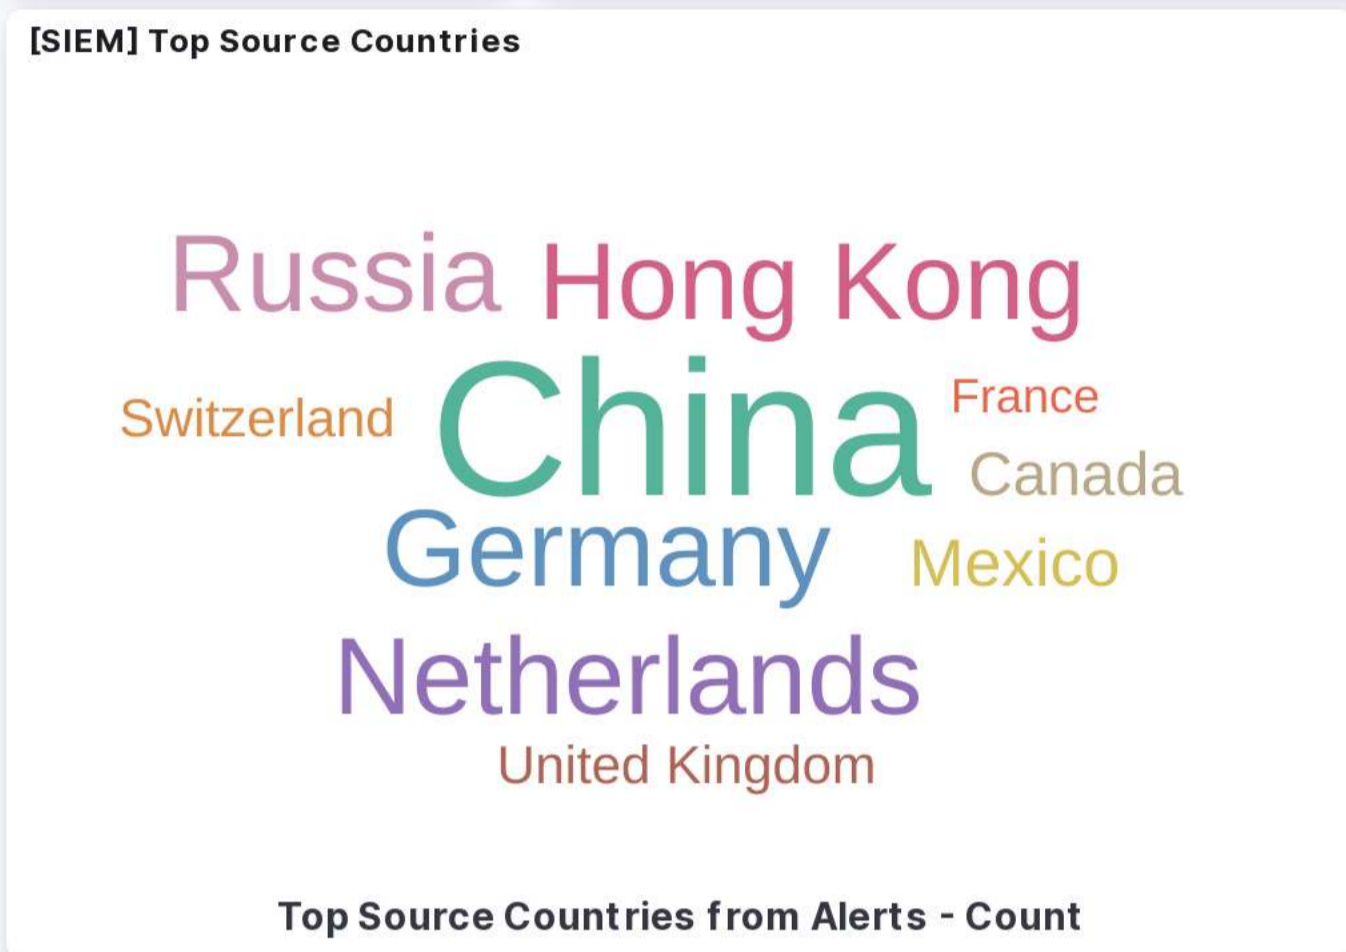 [SIEM] Top Source Countries
Russia Hong Kong
Switzerland China France
Canada
Germany Mexico
Netherlands
United Kingdom
Top Source Countries from Alerts - Count